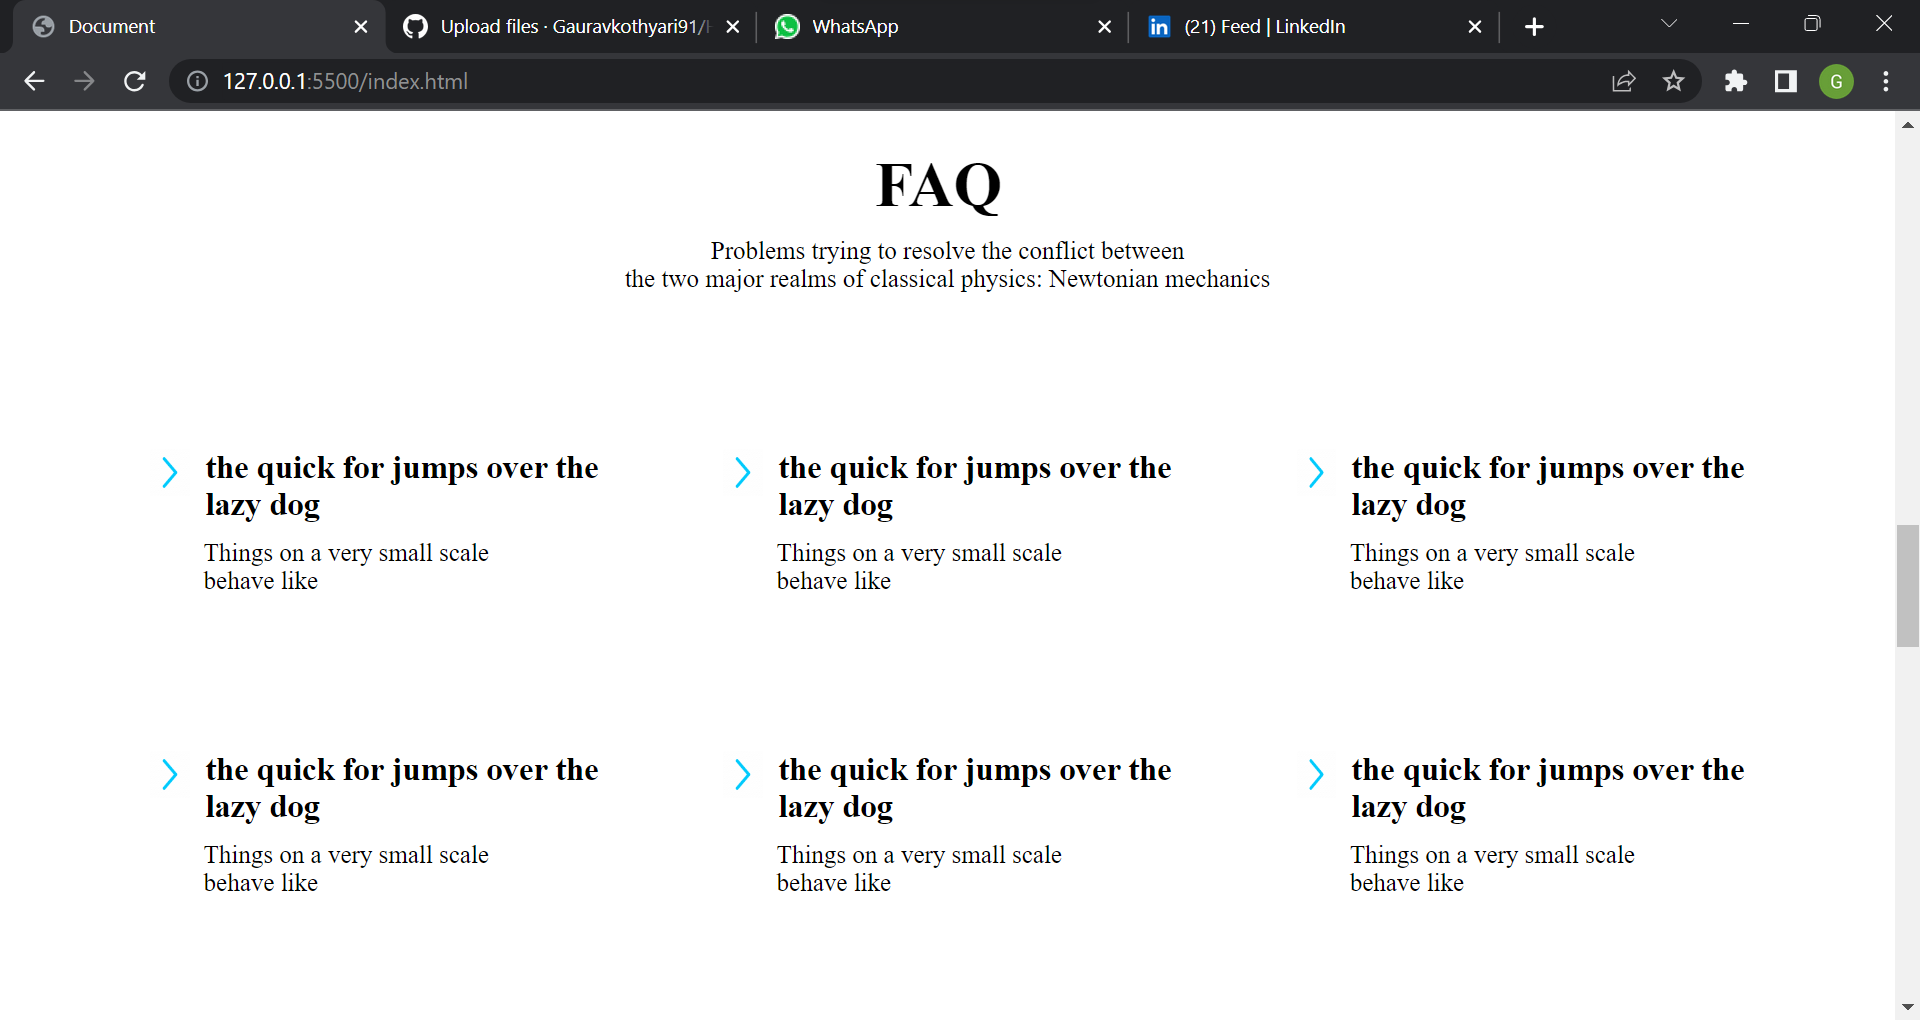 Document
Upload files · Gauravkothyari91/
WhatsApp
(21) Feed | LinkedIn
127.0.0.1:5500/index.html
G
FAQ
Problems trying to resolve the conflict between
the two major realms of classical physics: Newtonian mechanics
the quick for jumps over the
lazy dog
Things on a very small scale
behave like
the quick for jumps over the
lazy dog
Things on a very small scale
behave like
the quick for jumps over the
lazy dog
Things on a very small scale
behave like
the quick for jumps over the
lazy dog
Things on a very small scale
behave like
the quick for jumps over the
lazy dog
Things on a very small scale
behave like
the quick for jumps over the
lazy dog
Things on a very small scale
behave like